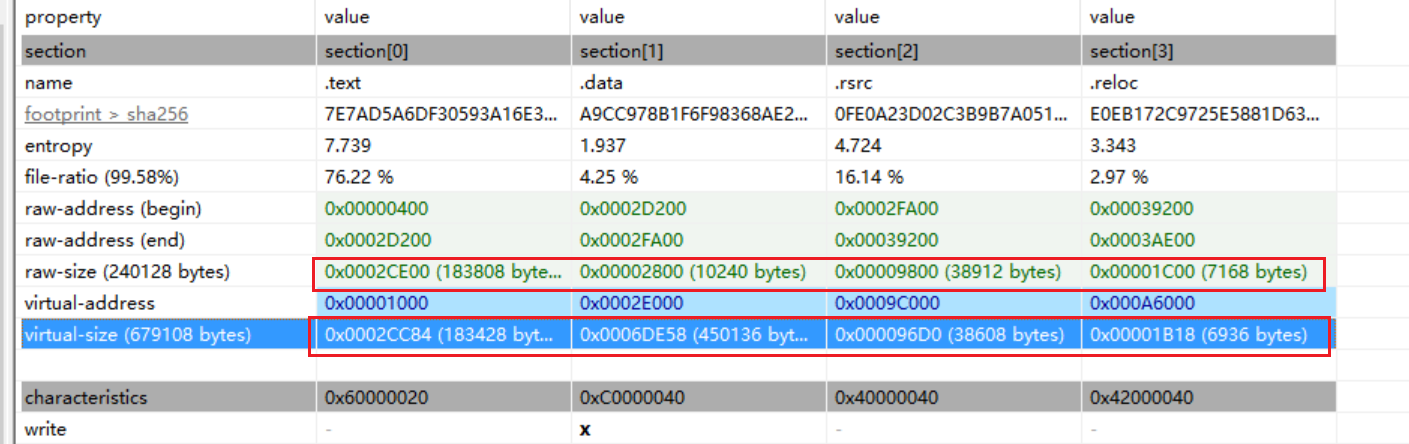 property value value value value
section section[0] section[1] section[2] section[3]
name .text .data .rsrc .reloc
footprint > sha256 7E7AD5A6DF30593A16E3... A9CC978B1F6F98368AE2... 0FE0A23D02C3B9B7A051... E0EB172C9725E5881D63...
entropy 7.739 1.937 4.724 3.343
file-ratio (99.58%) 76.22 % 4.25 % 16.14 % 2.97 %
raw-address (begin) 0x00000400 0x0002D200 0x0002FA00 0x00039200
raw-address (end) 0x0002D200 0x0002FA00 0x00039200 0x0003AE00
raw-size (240128 bytes) 0x0002CE00 (183808 byte... 0x00002800 (10240 bytes) 0x00009800 (38912 bytes) 0x00001C00 (7168 bytes)
virtual-address 0x00001000 0x0002E000 0x0009C000 0x000A6000
virtual-size (679108 bytes) 0x0002CC84 (183428 byt... 0x0006DE58 (450136 byt... 0x000096D0 (38608 bytes) 0x00001B18 (6936 bytes)
characteristics 0x60000020 0xC0000040 0x40000040 0x42000040
write - x - -